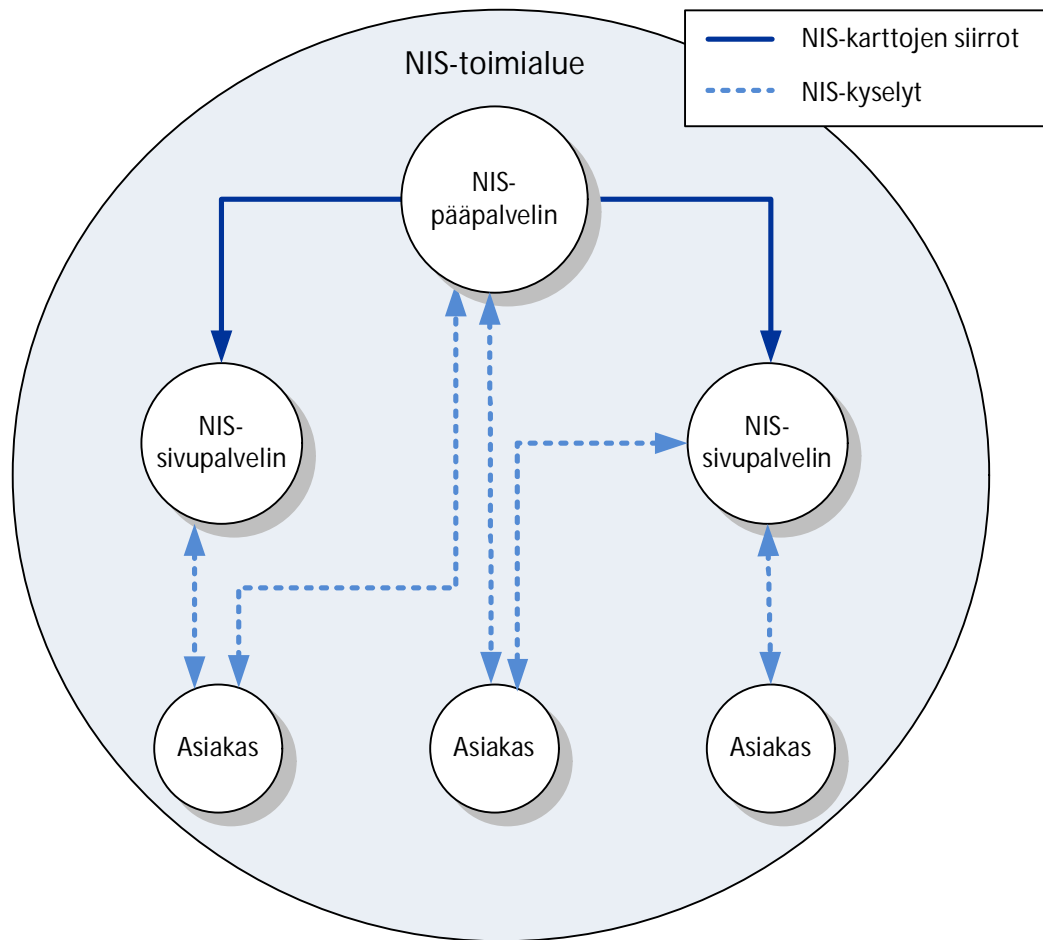 NIS-karttojen siirrot
NIS-kyselyt
NIS-toimialue
NIS-
pääpalvelin
NIS-
sivupalvelin
NIS-
sivupalvelin
Asiakas
Asiakas
Asiakas